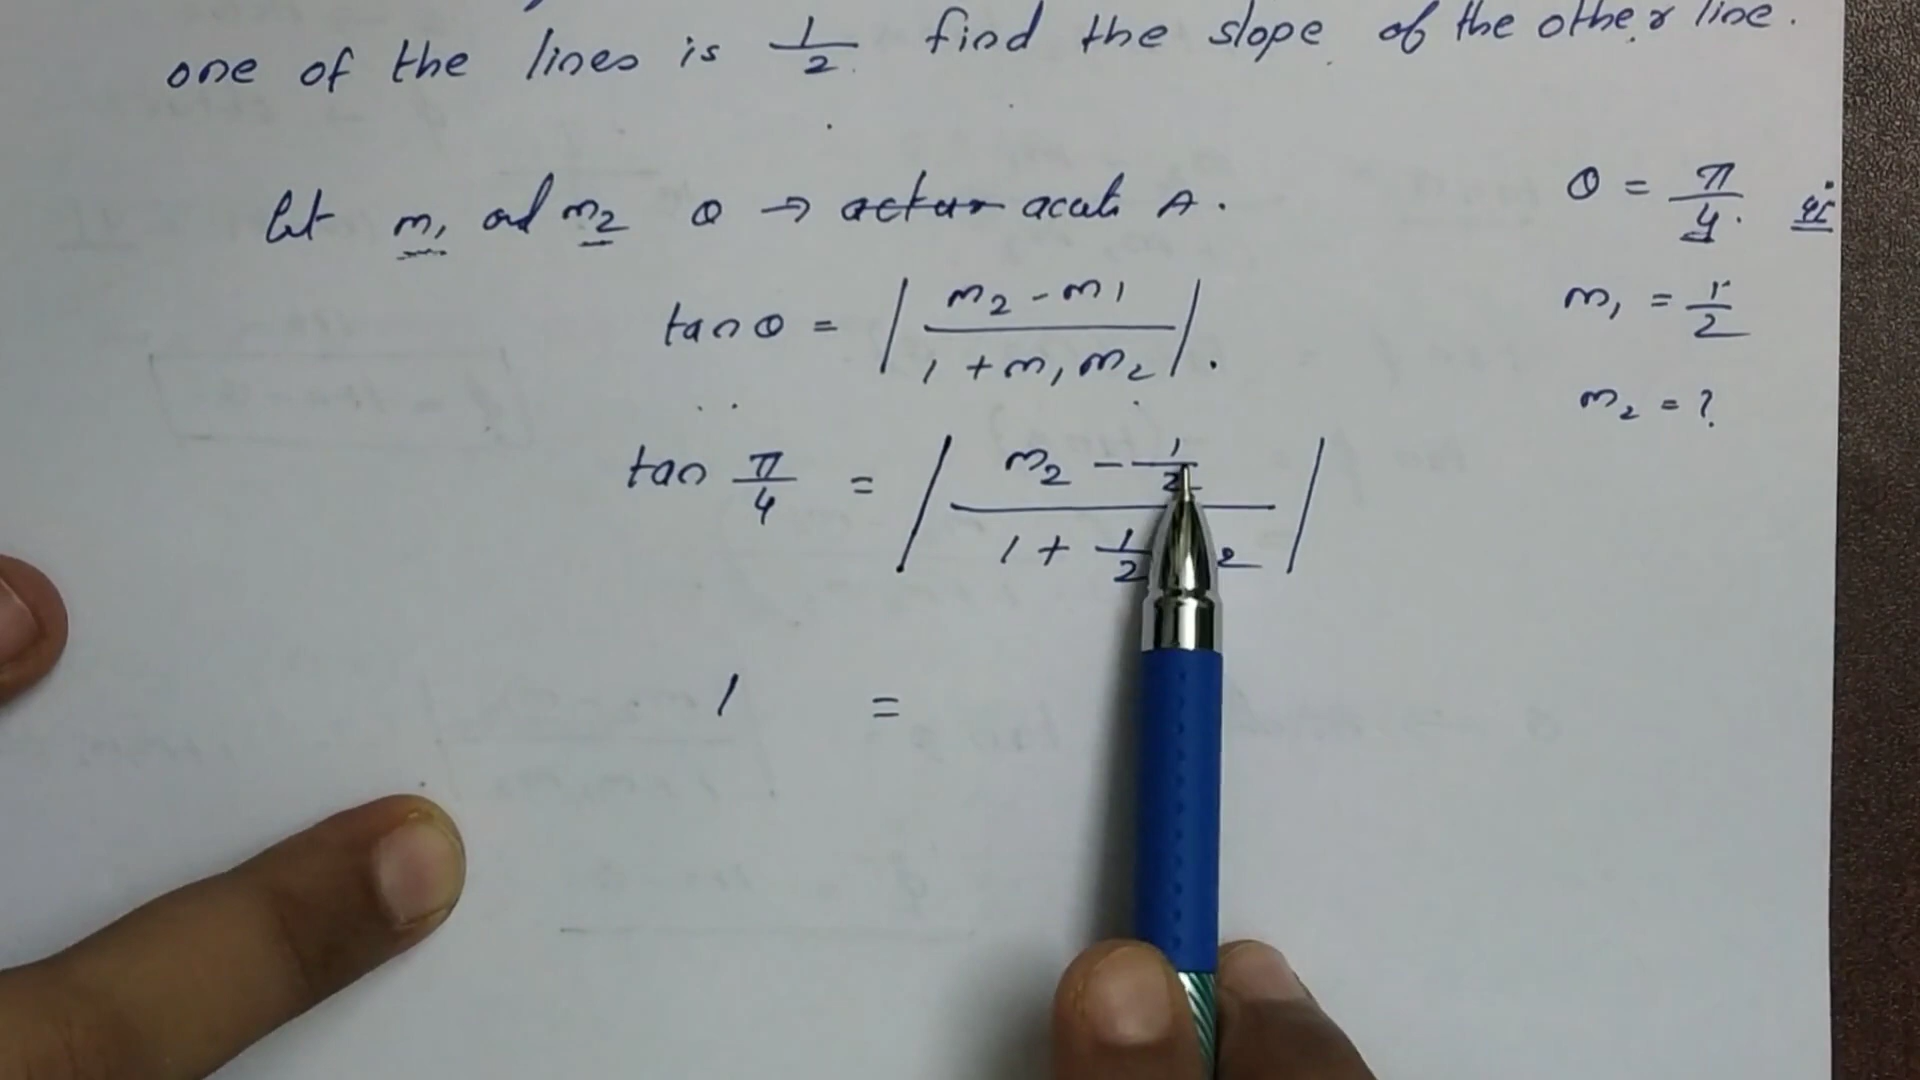 one of the lines is 1/2 find the slope of the other line.
let m1 and m2 θ → acute A.
θ = π/4.
tan θ = | m2 - m1 / 1 + m1 m2 |.
m1 = 1/2
m2 = ?
tan π/4 = | m2 - 1/2 / 1 + 1/2 2 |
1 =